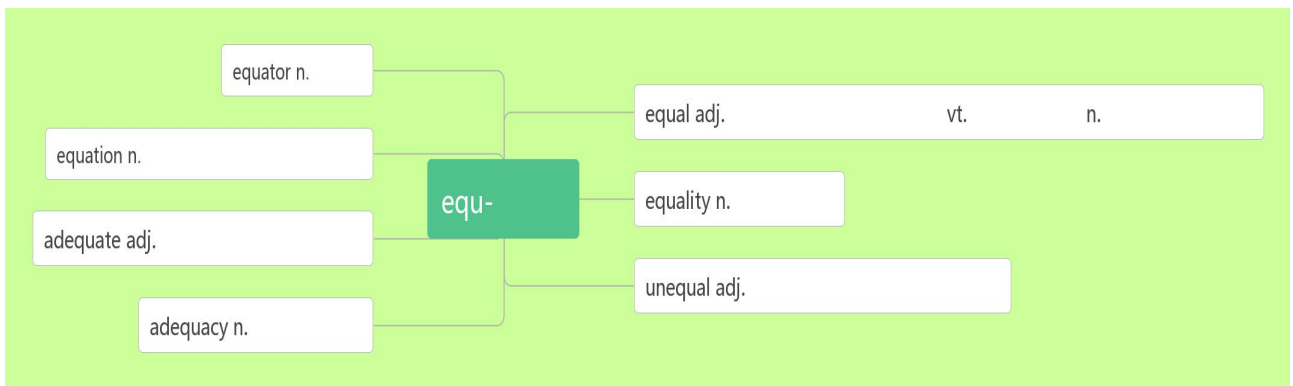 equator n.
equation n.
adequate adj.
adequacy n.
equ-
equal adj. vt. n.
equality n.
unequal adj.